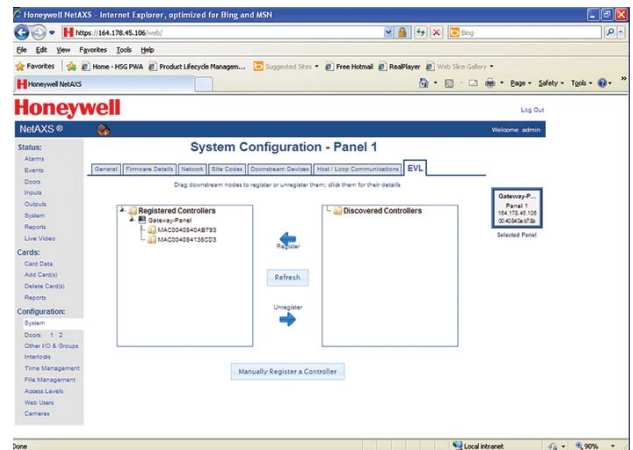 Honeywell NetAXS - Internet Explorer, optimized for Bing and MSN
https://164.178.45.106/web/
Bing
File Edit View Favorites Tools Help
Favorites Home - HSG PWA Product Lifecycle Managem... Suggested Sites Free Hotmail RealPlayer Web Slice Gallery
Honeywell NetAXS
Page Safety Tools
Honeywell
Log Out
NetAXS ®
Welcome admin
System Configuration - Panel 1
General Firmware Details Network Site Codes Downstream Devices Host / Loop Communications EVL
Drag downstream nodes to register or unregister them; click them for their details
Status:
Alarms
Events
Doors
Inputs
Outputs
System
Reports
Live Video
Cards:
Card Data
Add Card(s)
Delete Card(s)
Reports
Configuration:
System
Doors: 1 2
Other I/O & Groups
Interlocks
Time Management
File Management
Access Levels
Web Users
Cameras
Registered Controllers
Gateway-Panel
MAC0040840AB793
MAC004084136CD3
Register
Refresh
Unregister
Discovered Controllers
Manually Register a Controller
Gateway-P...
Panel 1
164.178.45.106
Selected Panel
Done
Local intranet
90%